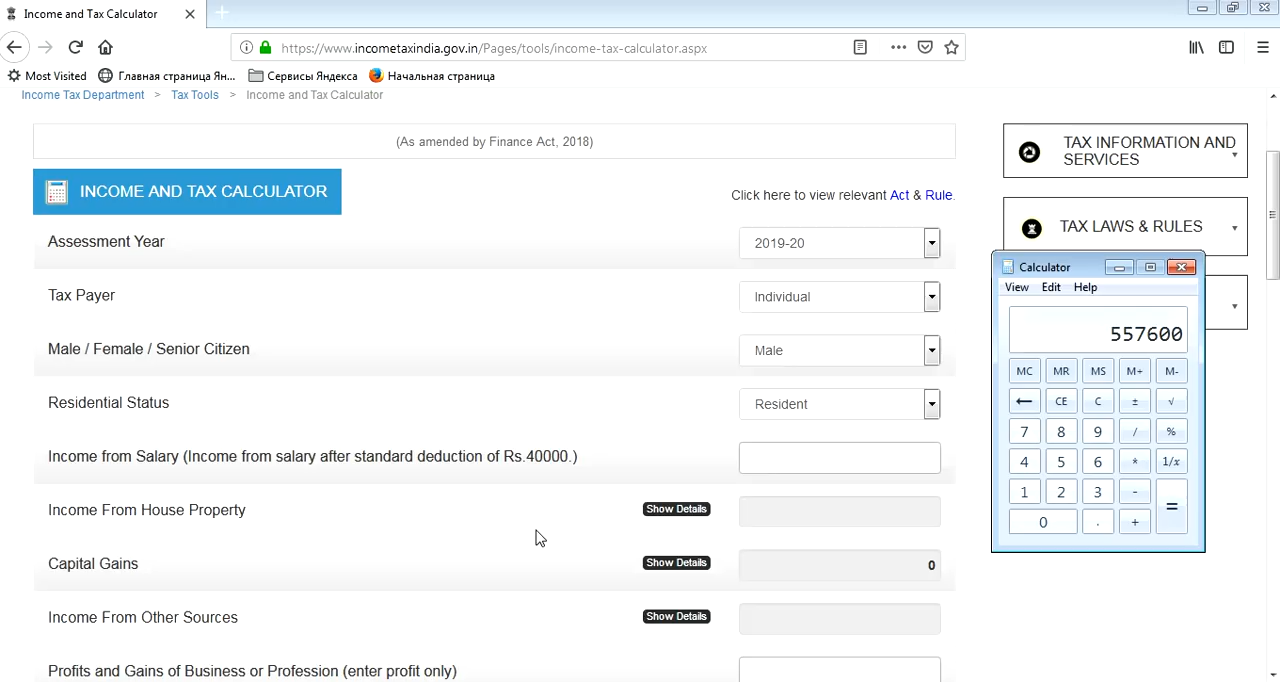 Income and Tax Calculator
https://www.incometaxindia.gov.in/Pages/tools/income-tax-calculator.aspx
Most Visited Главная страница Ян... Сервисы Яндекса Начальная страница
Income Tax Department > Tax Tools > Income and Tax Calculator
(As amended by Finance Act, 2018)
INCOME AND TAX CALCULATOR
Click here to view relevant Act & Rule.
Assessment Year 2019-20
Tax Payer Individual
Male / Female / Senior Citizen Male
Residential Status Resident
Income from Salary (Income from salary after standard deduction of Rs.40000.)
Income From House Property Show Details
Capital Gains Show Details 0
Income From Other Sources Show Details
Profits and Gains of Business or Profession (enter profit only)
TAX INFORMATION AND
SERVICES
TAX LAWS & RULES
Calculator
View Edit Help
557600
MC MR MS M+ M-
← CE C ± √
7 8 9 / %
4 5 6 * 1/x
1 2 3 - =
0 . +